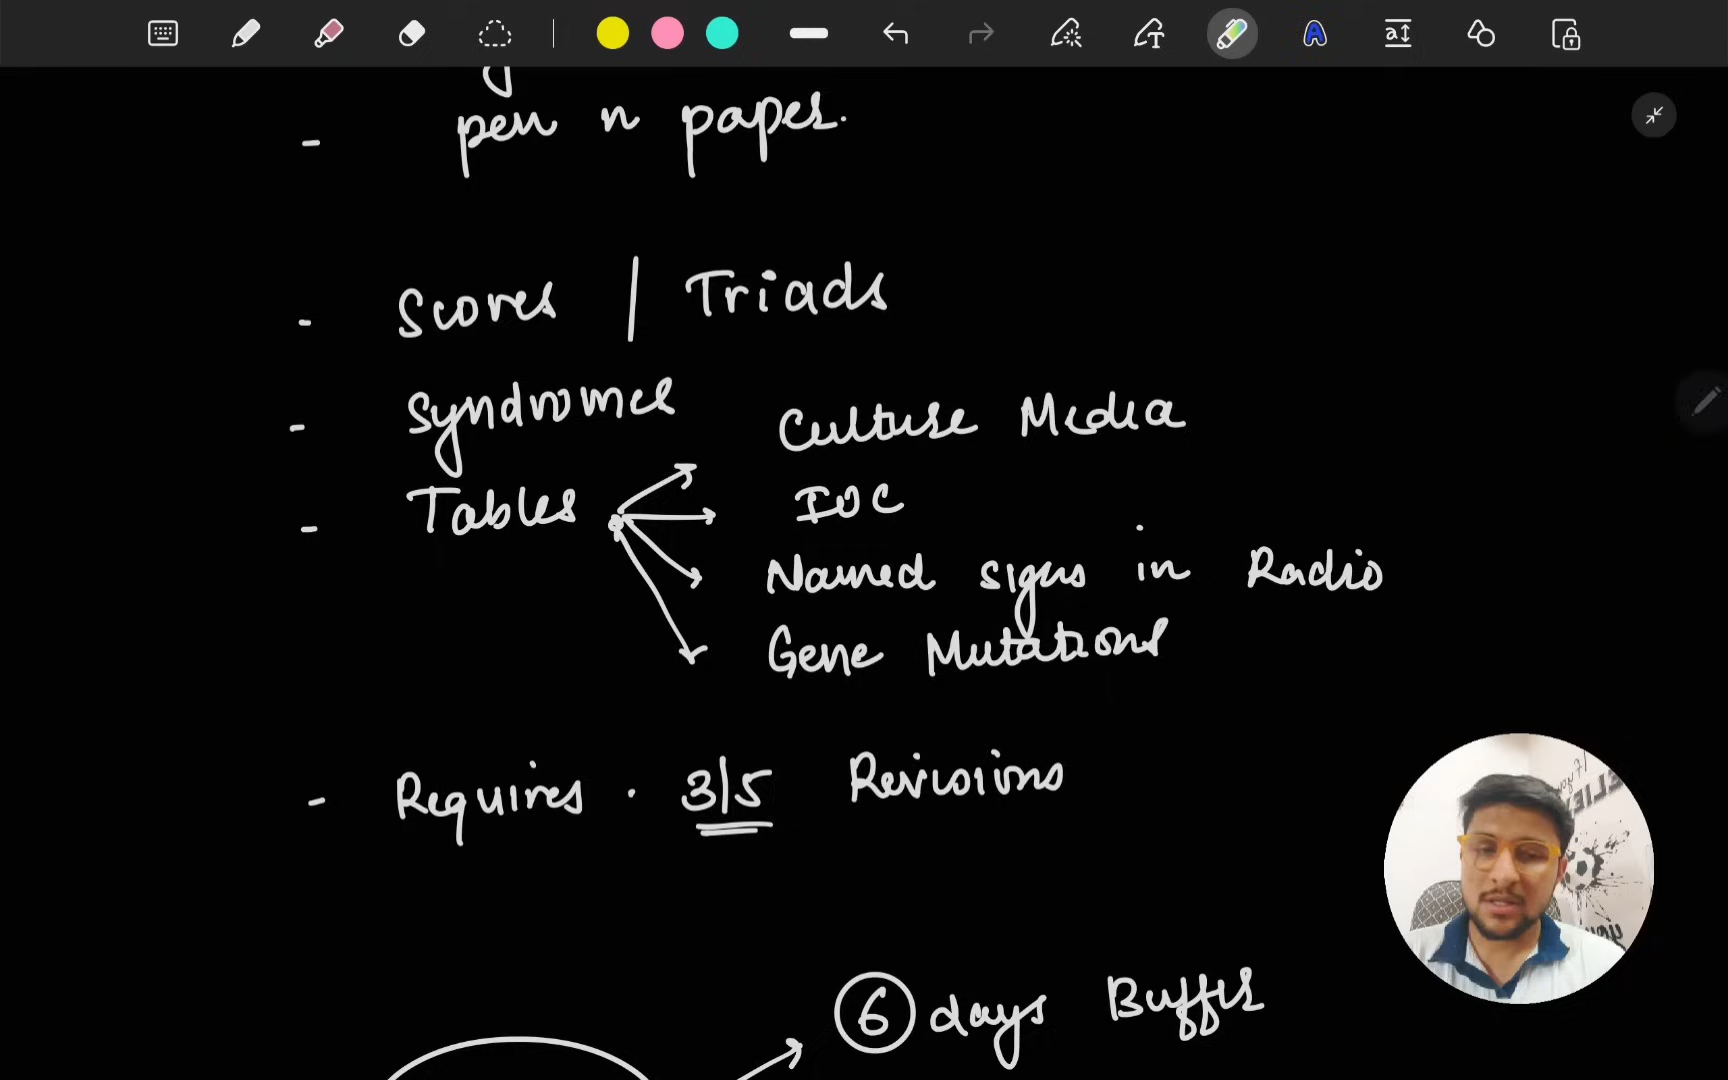 - pen n paper.
- Scores | Triads
- Syndromes
- Tables
Culture Media
IOC
Named signs in Radio
Gene Mutations
- Requires. 3/5 Revisions
6 days Buffer